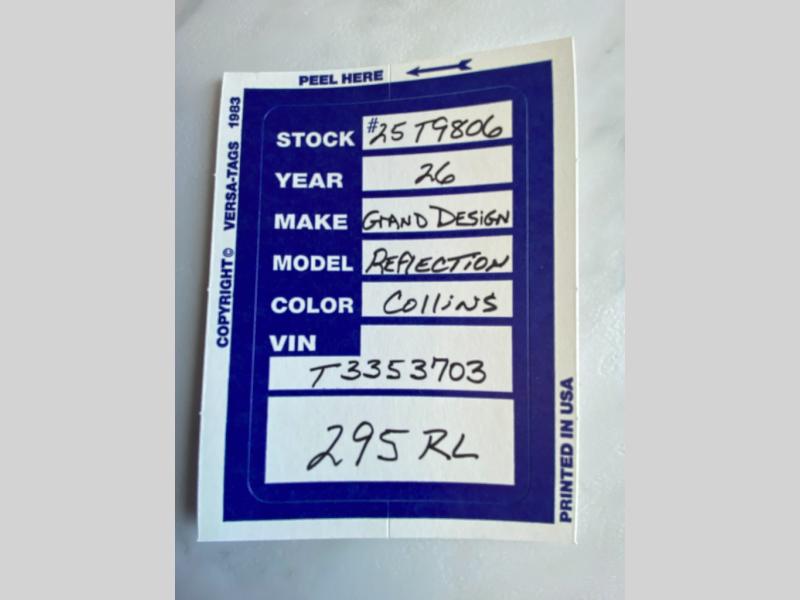 PEEL HERE
COPYRIGHT© VERSA-TAGS 1983
STOCK #25T9806
YEAR 26
MAKE GRAND DESIGN
MODEL REFLECTION
COLOR Collins
VIN
T3353703
295 RL
PRINTED IN USA